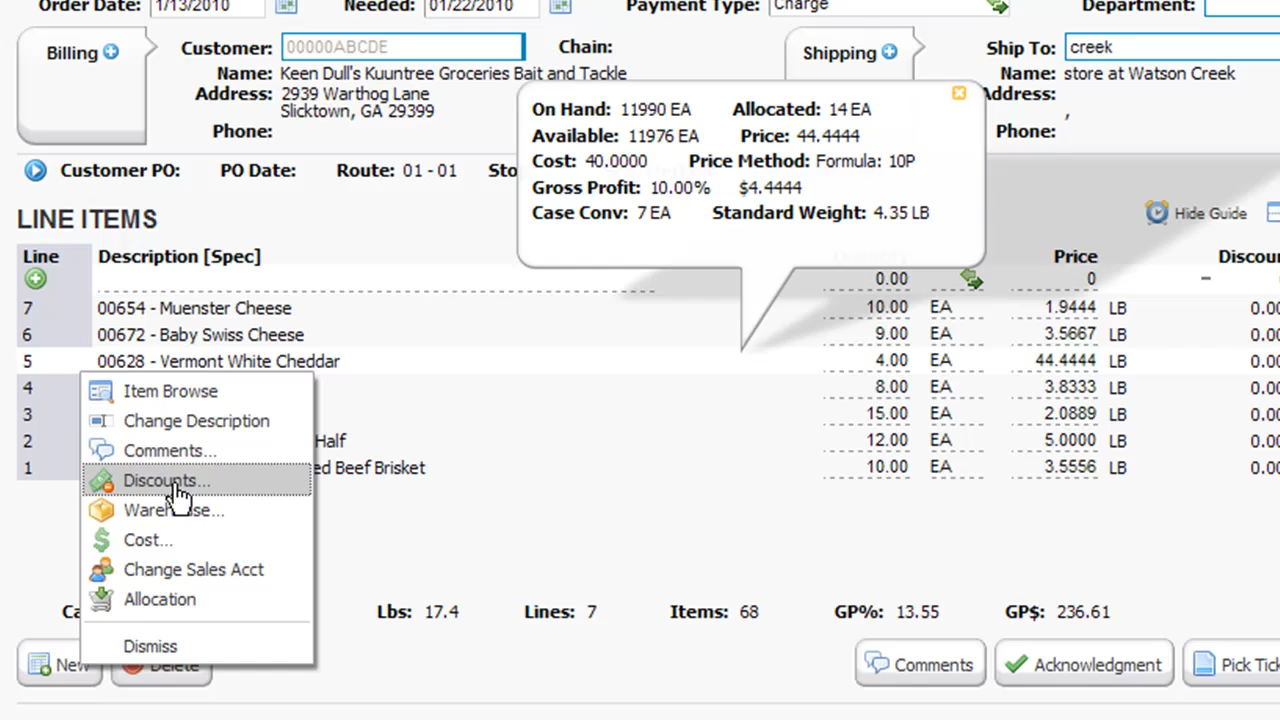 Order Date: 1/13/2010 Needed: 01/22/2010 Payment Type: Charge Department:
Billing Customer: 00000ABCDE Chain: Shipping Ship To: creek
Name: Keen Dull's Kuuntree Groceries Bait and Tackle Name: store at Watson Creek
Address: 2939 Warthog Lane Address:
Slicktown, GA 29399 ,
Phone: Phone:
On Hand: 11990 EA Allocated: 14 EA
Available: 11976 EA Price: 44.4444
Cost: 40.0000 Price Method: Formula: 10P
Gross Profit: 10.00% $4.4444
Case Conv: 7 EA Standard Weight: 4.35 LB
Customer PO: PO Date: Route: 01 - 01 Sto
LINE ITEMS Hide Guide
Line Description [Spec] Price Discou
0.00 0 –
7 00654 - Muenster Cheese 10.00 EA 1.9444 LB 0.00
6 00672 - Baby Swiss Cheese 9.00 EA 3.5667 LB 0.00
5 00628 - Vermont White Cheddar 4.00 EA 44.4444 LB 0.00
4 8.00 EA 3.8333 LB 0.00
3 15.00 EA 2.0889 LB 0.00
2 Half 12.00 EA 5.0000 LB 0.00
1 ed Beef Brisket 10.00 EA 3.5556 LB 0.00
Item Browse
Change Description
Comments...
Discounts...
Warehouse...
Cost...
Change Sales Acct
Allocation
Dismiss
Ca Lbs: 17.4 Lines: 7 Items: 68 GP%: 13.55 GP$: 236.61
New Delete Comments Acknowledgment Pick Tick